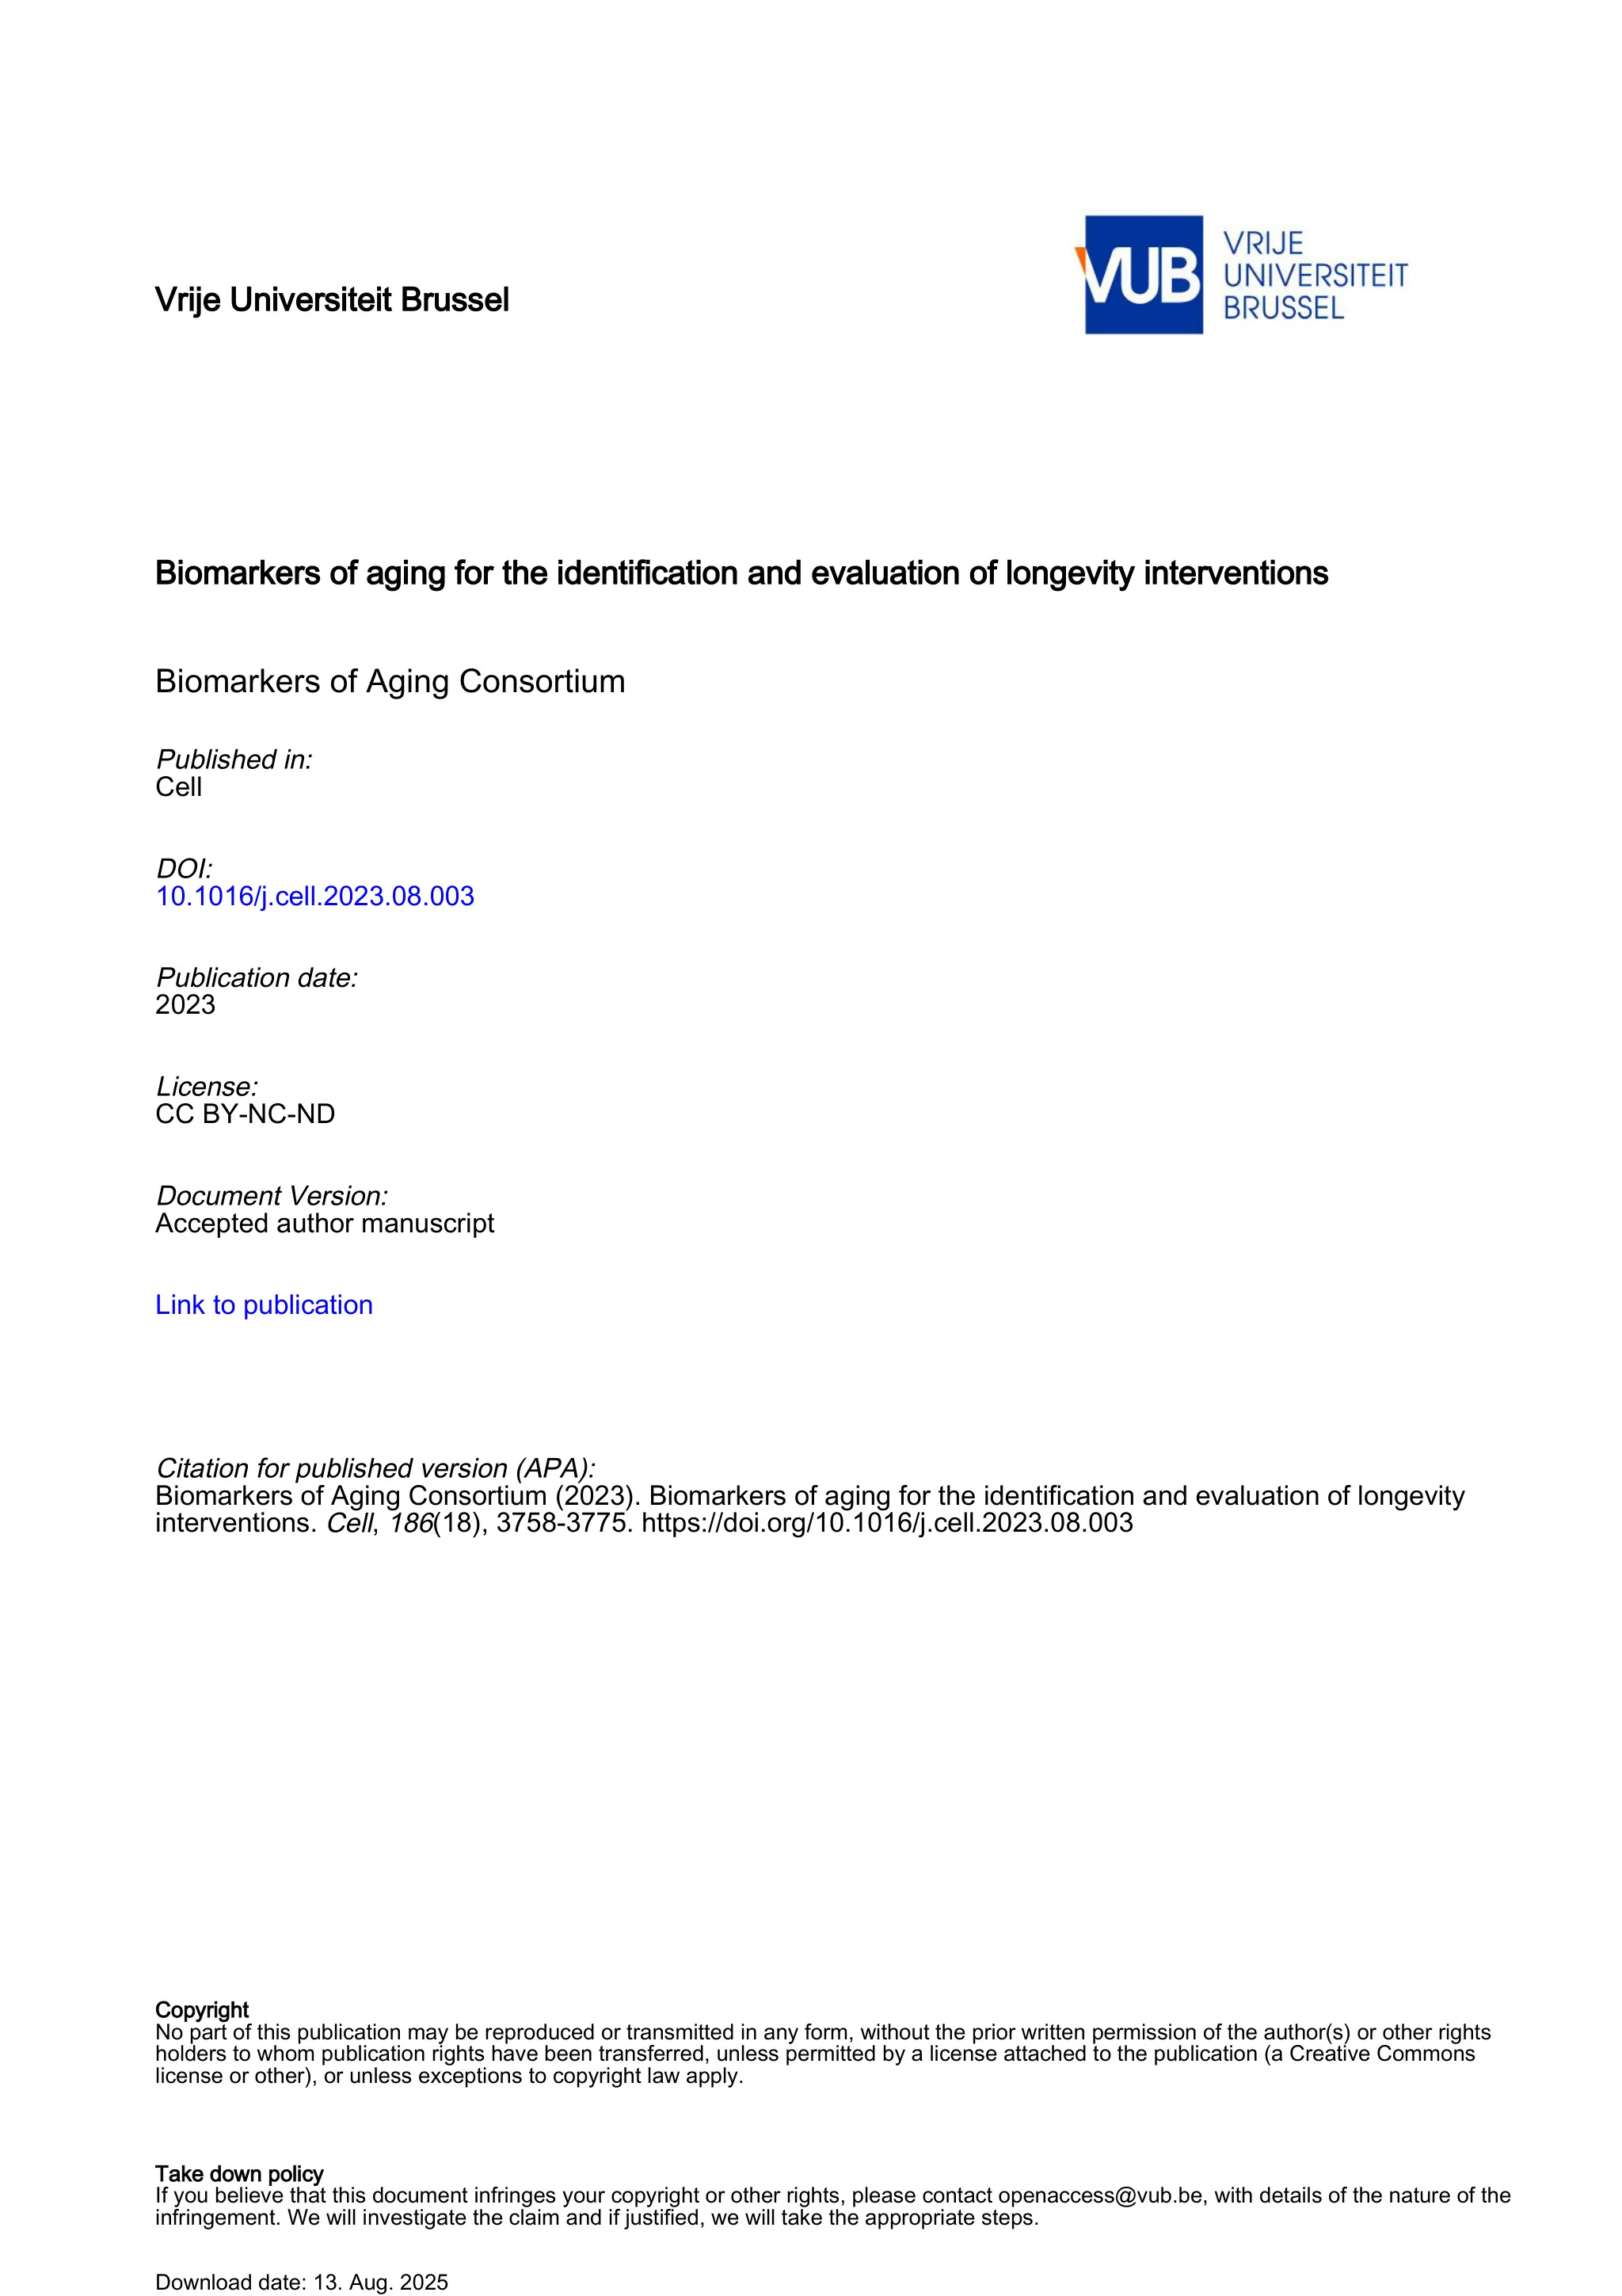 Vrije Universiteit Brussel
VUB
VRIJE
UNIVERSITEIT
BRUSSEL
Biomarkers of aging for the identification and evaluation of longevity interventions
Biomarkers of Aging Consortium
Published in:
Cell
DOI:
10.1016/j.cell.2023.08.003
Publication date:
2023
License:
CC BY-NC-ND
Document Version:
Accepted author manuscript
Link to publication
Citation for published version (APA):
Biomarkers of Aging Consortium (2023). Biomarkers of aging for the identification and evaluation of longevity
interventions. Cell, 186(18), 3758-3775. https://doi.org/10.1016/j.cell.2023.08.003
Copyright
No part of this publication may be reproduced or transmitted in any form, without the prior written permission of the author(s) or other rights
holders to whom publication rights have been transferred, unless permitted by a license attached to the publication (a Creative Commons
license or other), or unless exceptions to copyright law apply.
Take down policy
If you believe that this document infringes your copyright or other rights, please contact openaccess@vub.be, with details of the nature of the
infringement. We will investigate the claim and if justified, we will take the appropriate steps.
Download date: 13. Aug. 2025